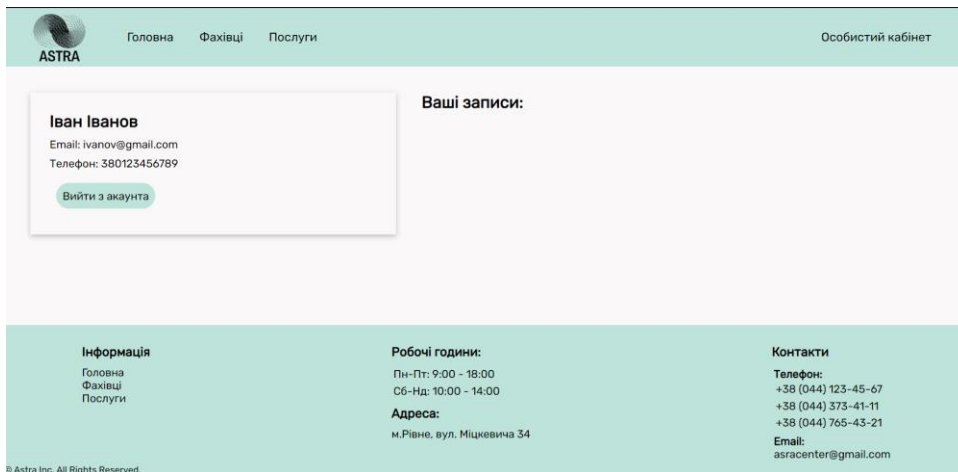 ASTRA
Головна Фахівці Послуги
Особистий кабінет
Іван Іванов
Email: ivanov@gmail.com
Телефон: 380123456789
Вийти з акаунта
Ваші записи:
Інформація
Головна
Фахівці
Послуги
Робочі години:
Пн-Пт: 9:00 - 18:00
Сб-Нд: 10:00 - 14:00
Адреса:
м.Рівне, вул. Міцкевича 34
Контакти
Телефон:
+38 (044) 123-45-67
+38 (044) 373-41-11
+38 (044) 765-43-21
Email:
asracenter@gmail.com
© Astra Inc. All Rights Reserved.